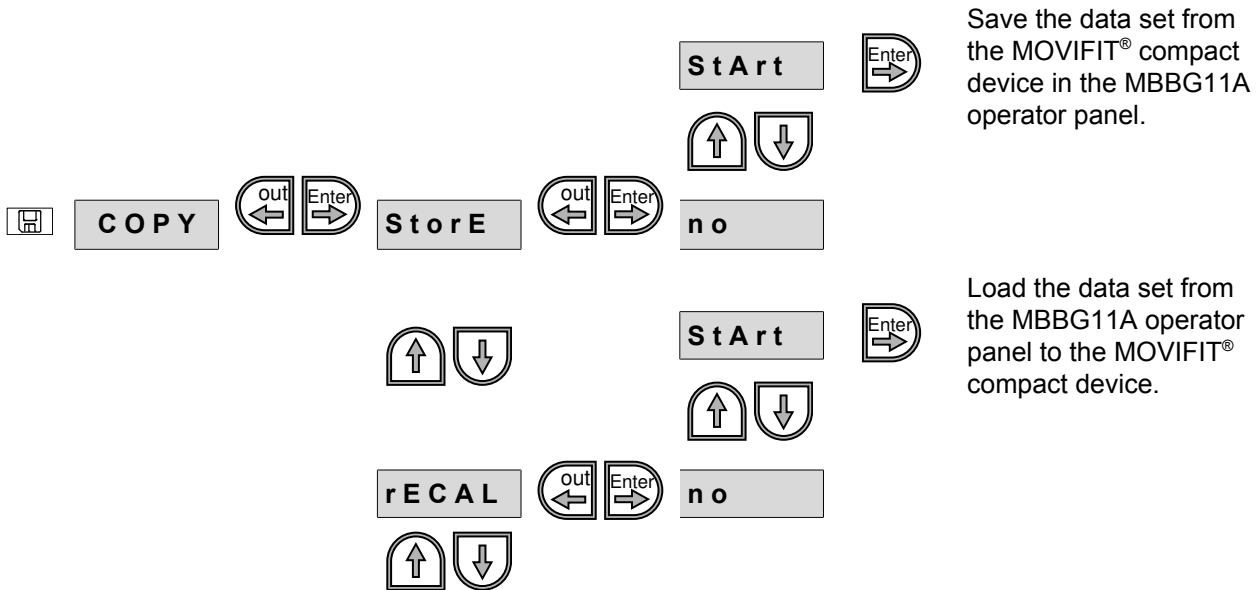 StArt
Enter
Save the data set from
the MOVIFIT® compact
device in the MBBG11A
operator panel.
COPY
out
Enter
StorE
out
Enter
no
StArt
Enter
Load the data set from
the MBBG11A operator
panel to the MOVIFIT®
compact device.
rECAL
out
Enter
no